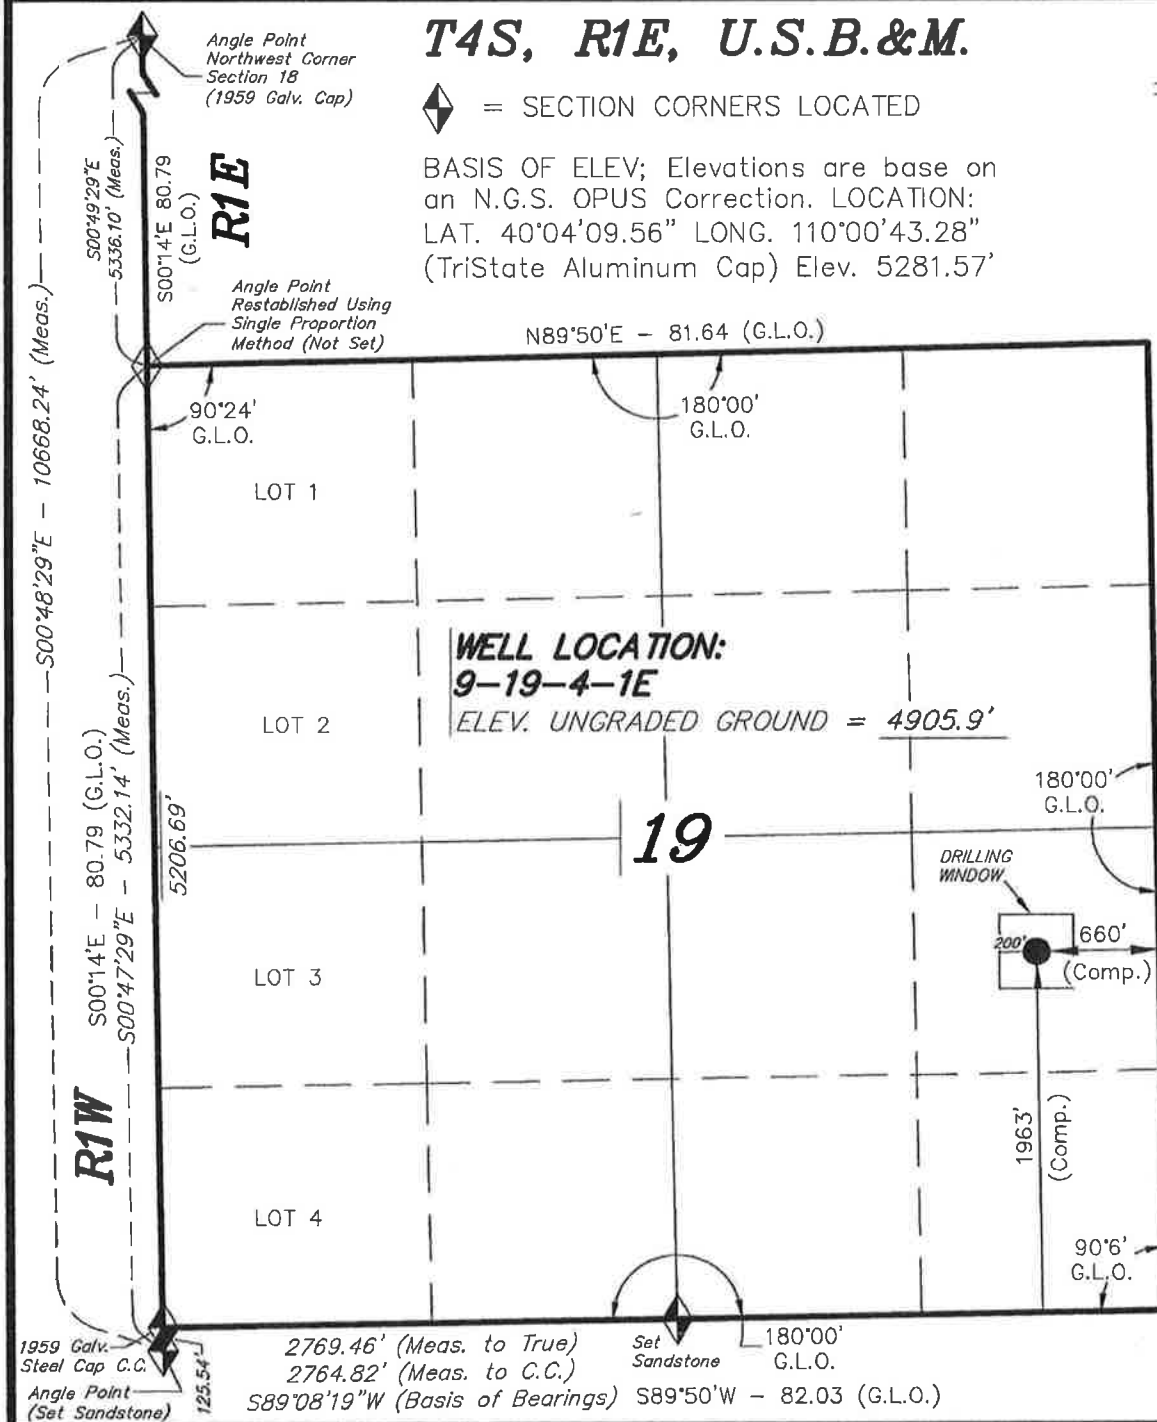 T4S, R1E, U.S.B.&M.
= SECTION CORNERS LOCATED
BASIS OF ELEV; Elevations are base on
an N.G.S. OPUS Correction. LOCATION:
LAT. 40°04'09.56" LONG. 110°00'43.28"
(TriState Aluminum Cap) Elev. 5281.57'
Angle Point
Northwest Corner
Section 18
(1959 Galv. Cap)
S00°49'29"E
5336.10' (Meas.)
S00°14'E 80.79
(G.L.O.)
R1E
Angle Point
Restablished Using
Single Proportion
Method (Not Set)
S00°48'29"E - 10668.24' (Meas.)
N89°50'E - 81.64 (G.L.O.)
90°24'
G.L.O.
180°00'
G.L.O.
LOT 1
WELL LOCATION:
9-19-4-1E
ELEV. UNGRADED GROUND = 4905.9'
LOT 2
S00°14'E - 80.79 (G.L.O.)
S00°47'29"E - 5332.14' (Meas.)
5206.69'
180°00'
G.L.O.
19
DRILLING
WINDOW
200'
660'
(Comp.)
LOT 3
R1W
1963'
(Comp.)
LOT 4
90°6'
G.L.O.
1959 Galv.
Steel Cap C.C.
Angle Point
(Set Sandstone)
125.54'
2769.46' (Meas. to True)
2764.82' (Meas. to C.C.)
S89°08'19"W (Basis of Bearings)
Set
Sandstone
180°00'
G.L.O.
S89°50'W - 82.03 (G.L.O.)